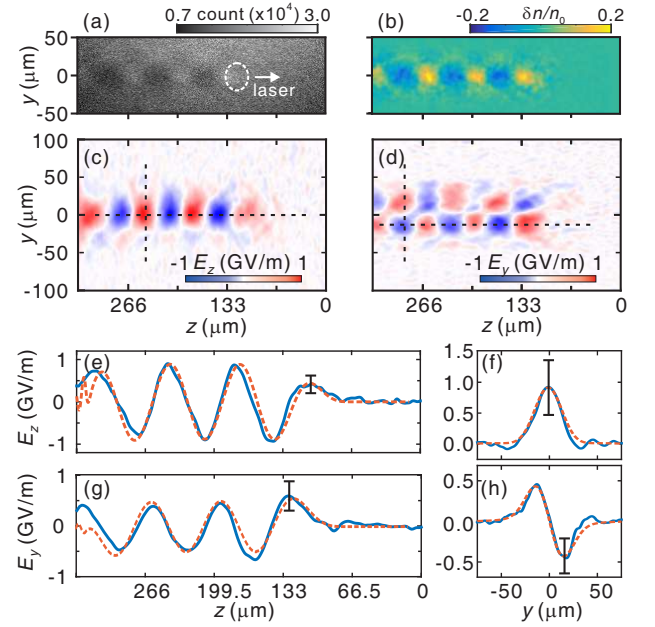 0.7 count (x10⁴) 3.0
-0.2 δn/n₀ 0.2
50
(a)
laser
(b)
y (μm)
0
-50
100
(c)
(d)
50
y (μm)
0
-50
-1 E_z (GV/m) 1
-1 E_y (GV/m) 1
-100
266 133 0
266 133 0
z (μm)
z (μm)
1
(e)
1.5
(f)
E_z (GV/m)
0
1.0
0.5
-1
0.0
1
(g)
0.5
(h)
E_y (GV/m)
0
0.0
-0.5
-1
266 199.5 133 66.5 0
-50 0 50
z (μm)
y (μm)